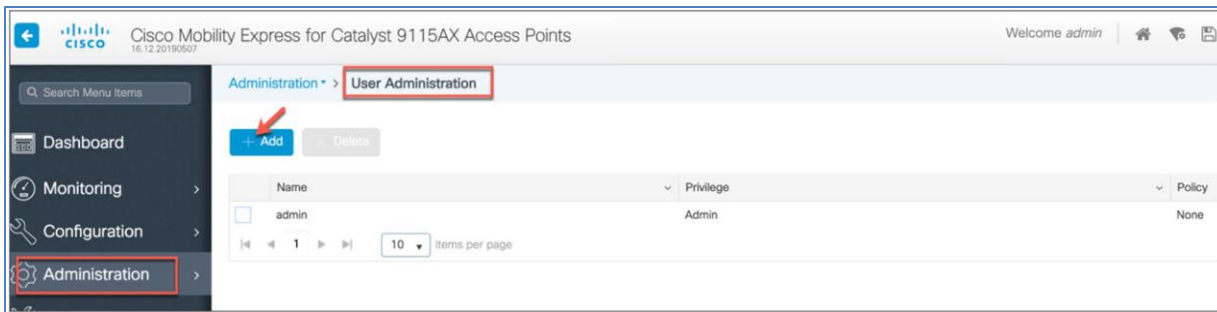 CISCO
Cisco Mobility Express for Catalyst 9115AX Access Points
16.12.20190507
Welcome admin
Search Menu Items
Administration > User Administration
Dashboard
+ Add
× Delete
Monitoring
Name
Privilege
Policy
admin
Admin
None
Configuration
1
10
items per page
Administration